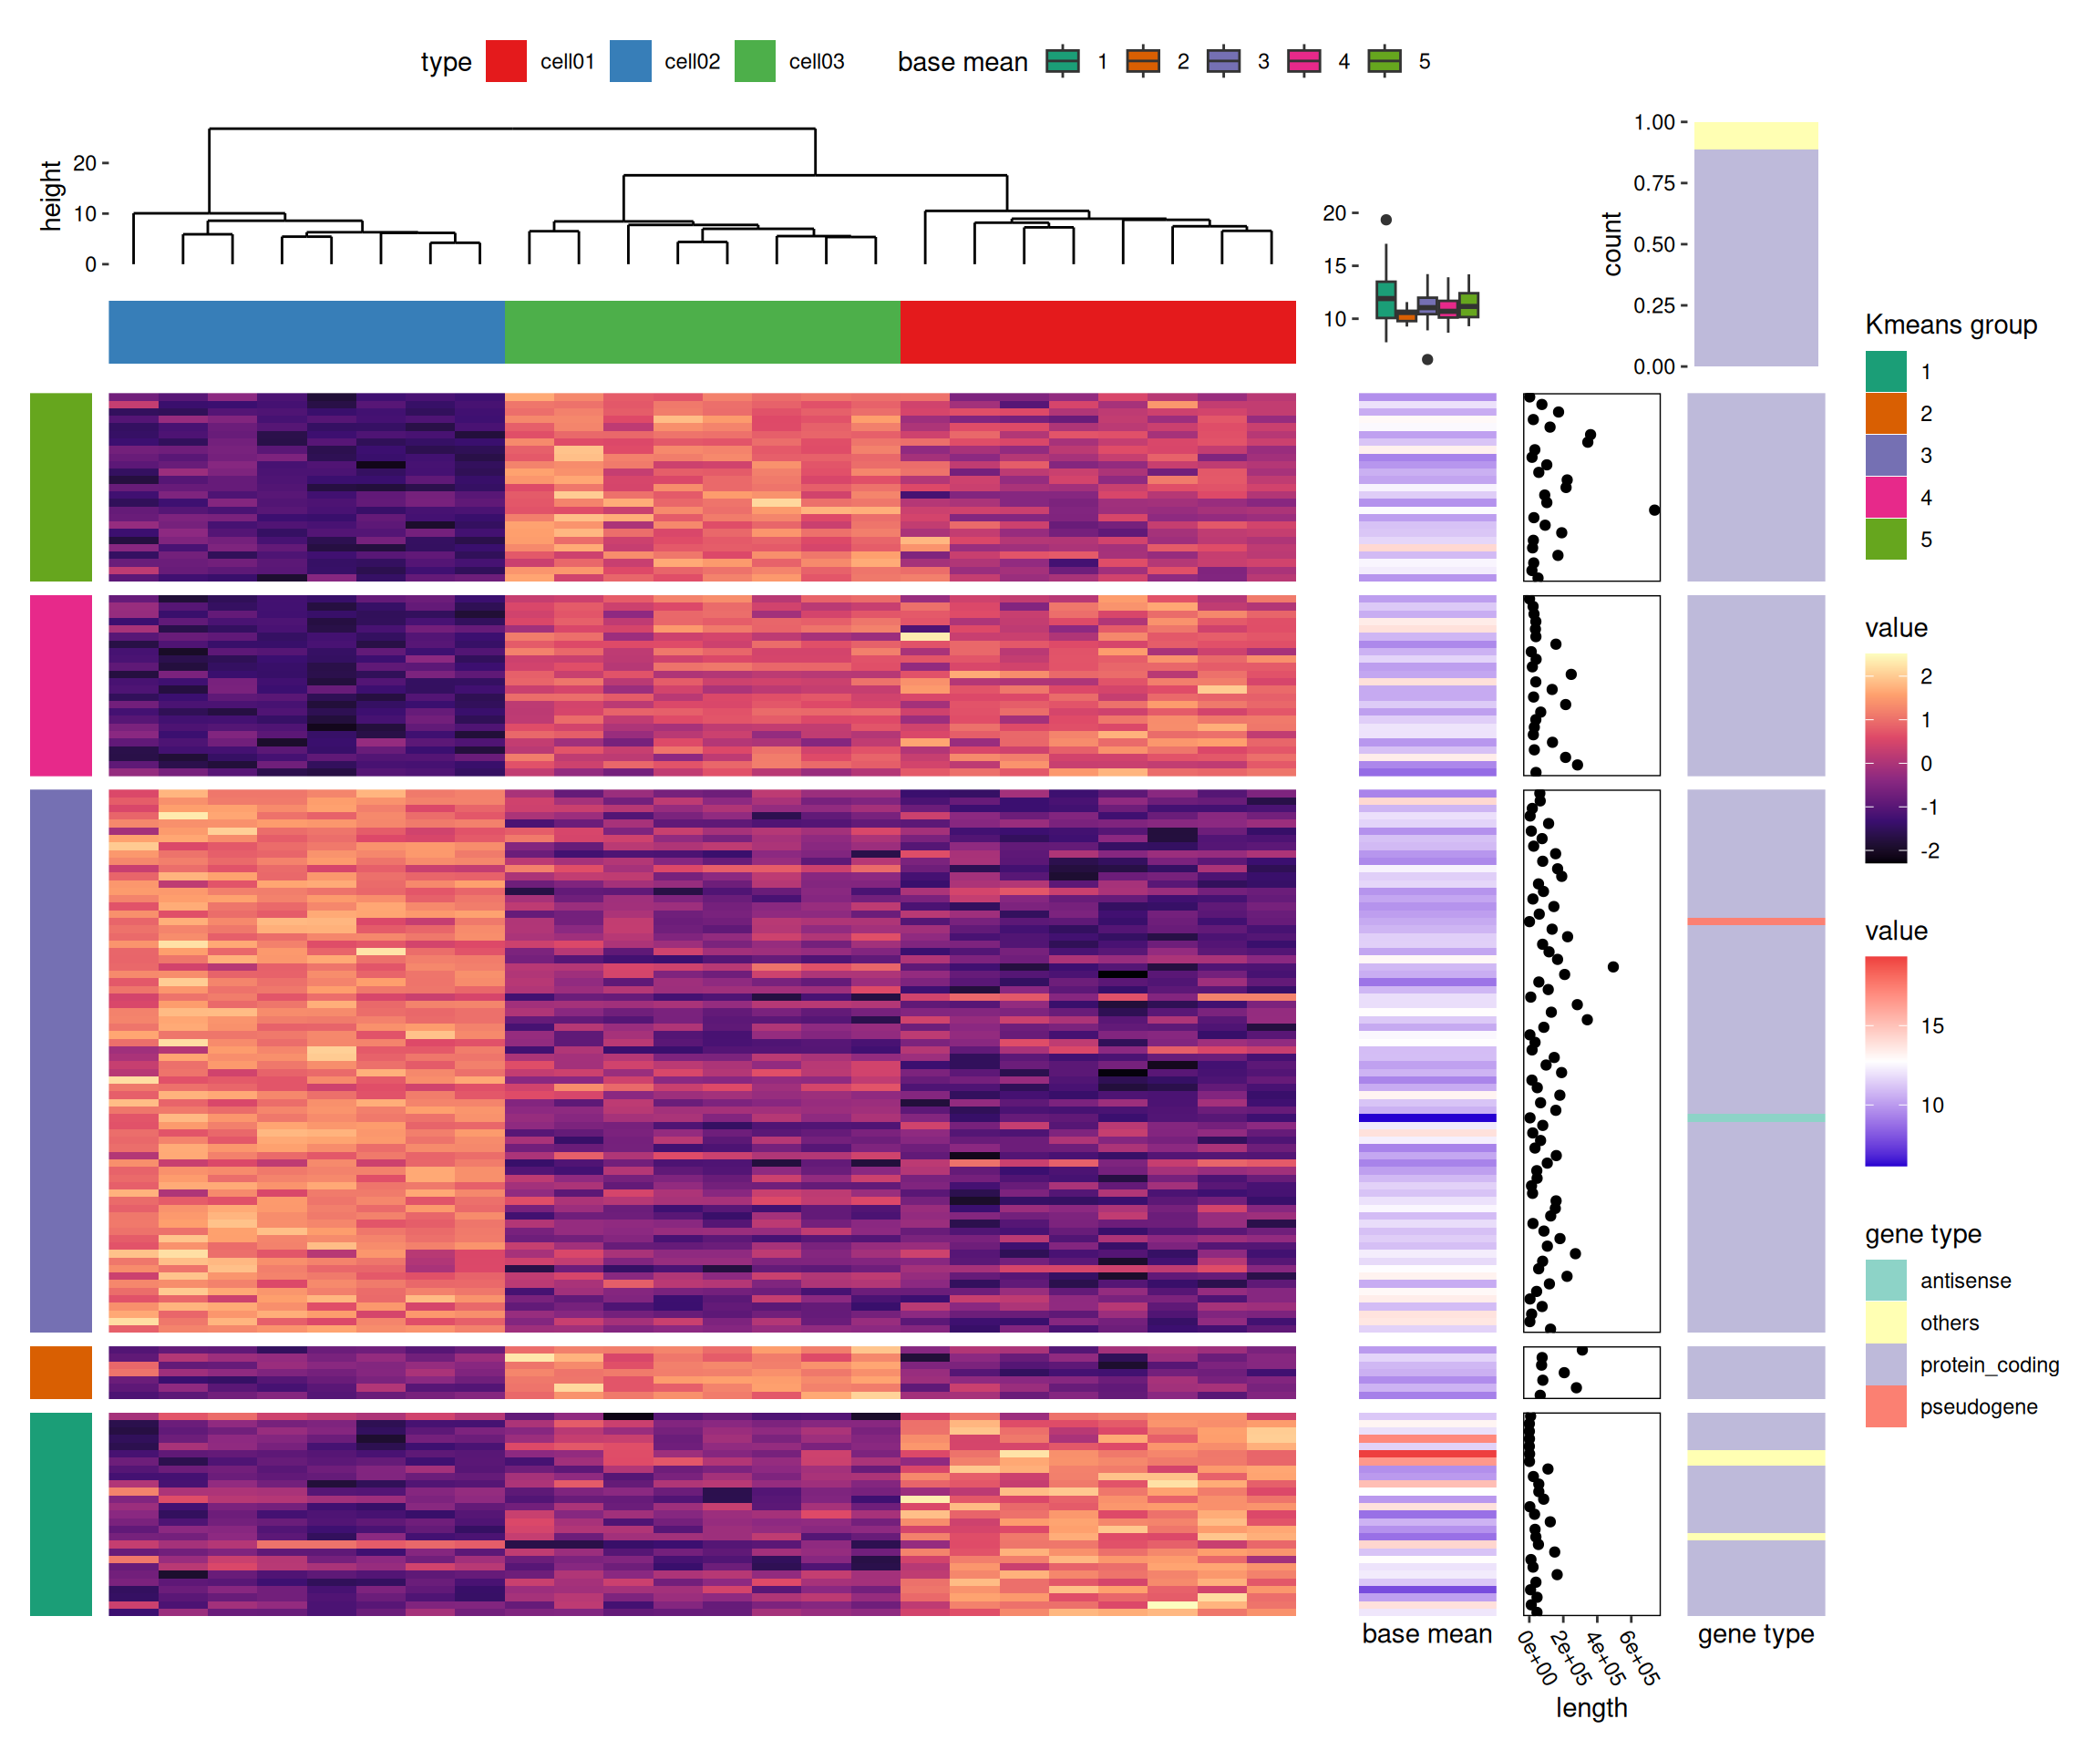 type cell01 cell02 cell03 base mean 1 2 3 4 5
height
20
10
0
20
15
10
count
1.00
0.75
0.50
0.25
0.00
Kmeans group
1
2
3
4
5
value
2
1
0
-1
-2
value
15
10
gene type
antisense
others
protein_coding
pseudogene
base mean
0e+00
2e+05
4e+05
6e+05
length
gene type